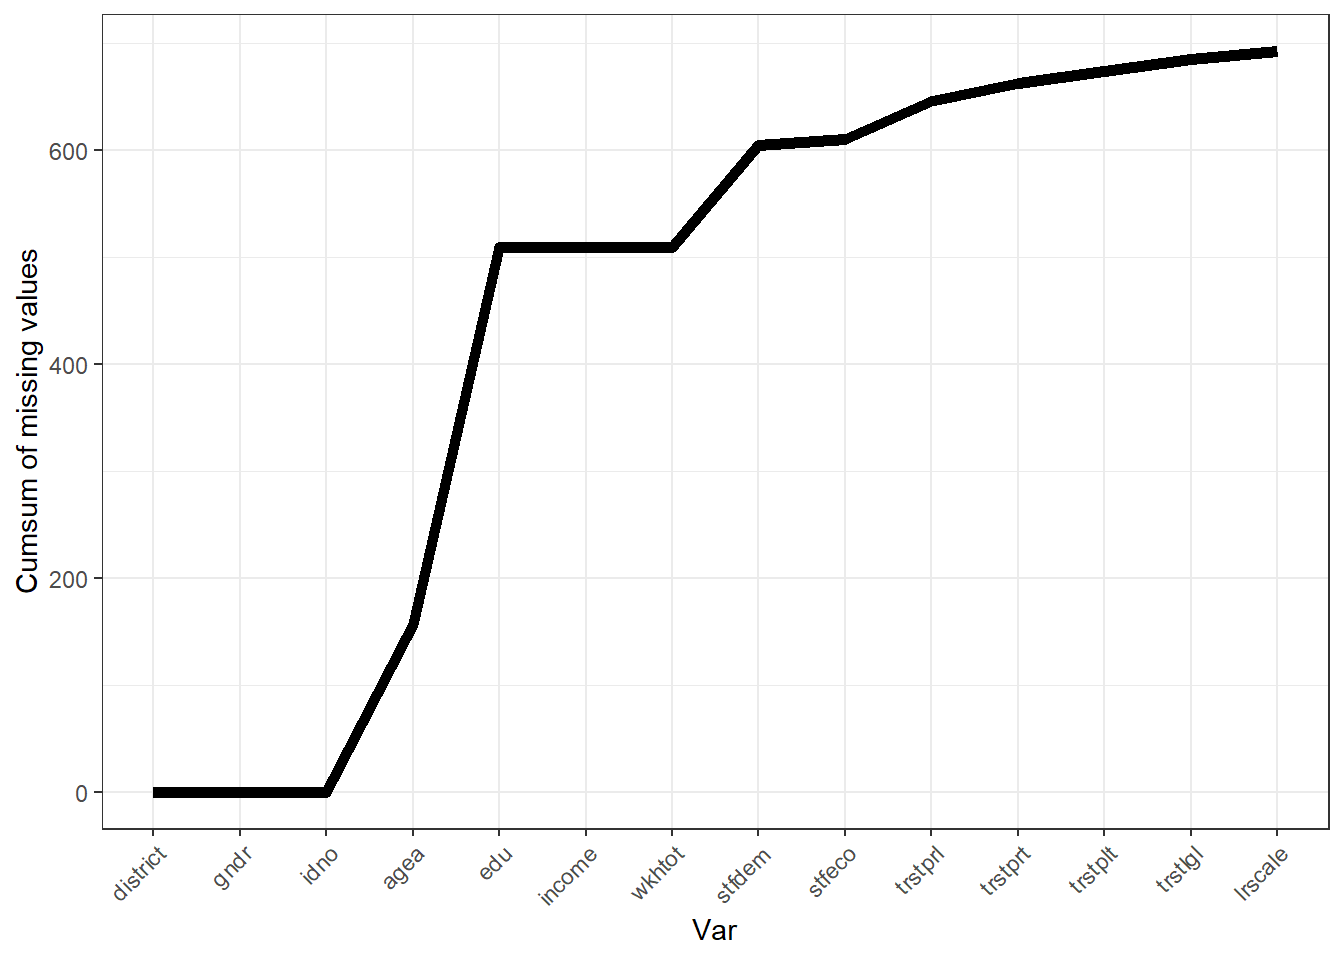 Cumsum of missing values
600
400
200
0
district
gndr
idno
agea
edu
income
wkhtot
stfdem
stfeco
trstprl
trstprt
trstplt
trstlgl
lrscale
Var